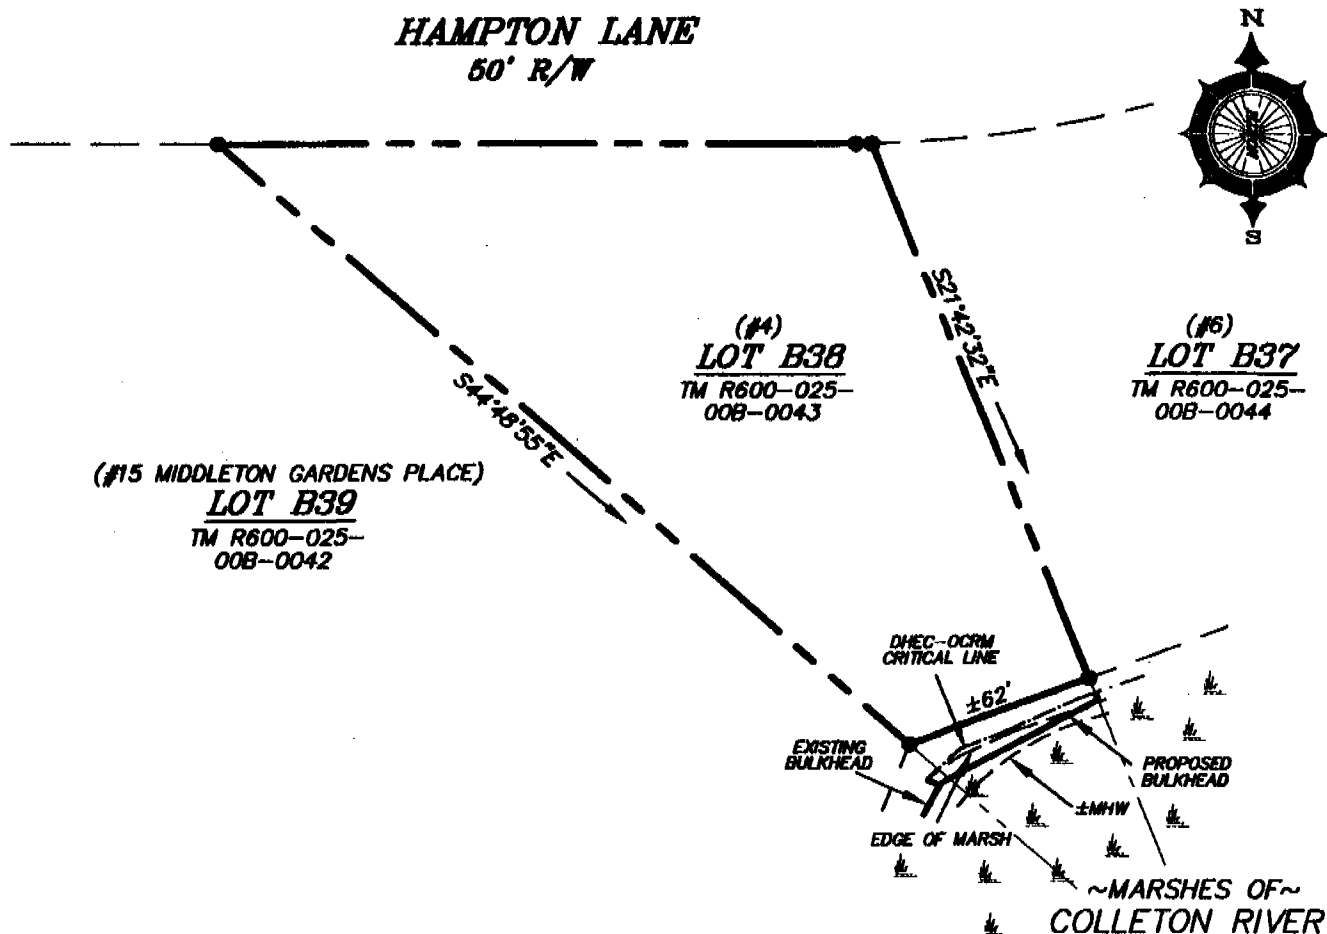 HAMPTON LANE
50' R/W
N
S
S21°42'32"E
(#4)
LOT B38
TM R600-025-
00B-0043
(#6)
LOT B37
TM R600-025-
00B-0044
S44°48'55"E
(#15 MIDDLETON GARDENS PLACE)
LOT B39
TM R600-025-
00B-0042
DHEC-OCRM
CRITICAL LINE
±62'
EXISTING
BULKHEAD
PROPOSED
BULKHEAD
±MHW
EDGE OF MARSH
~MARSHES OF~
COLLETON RIVER